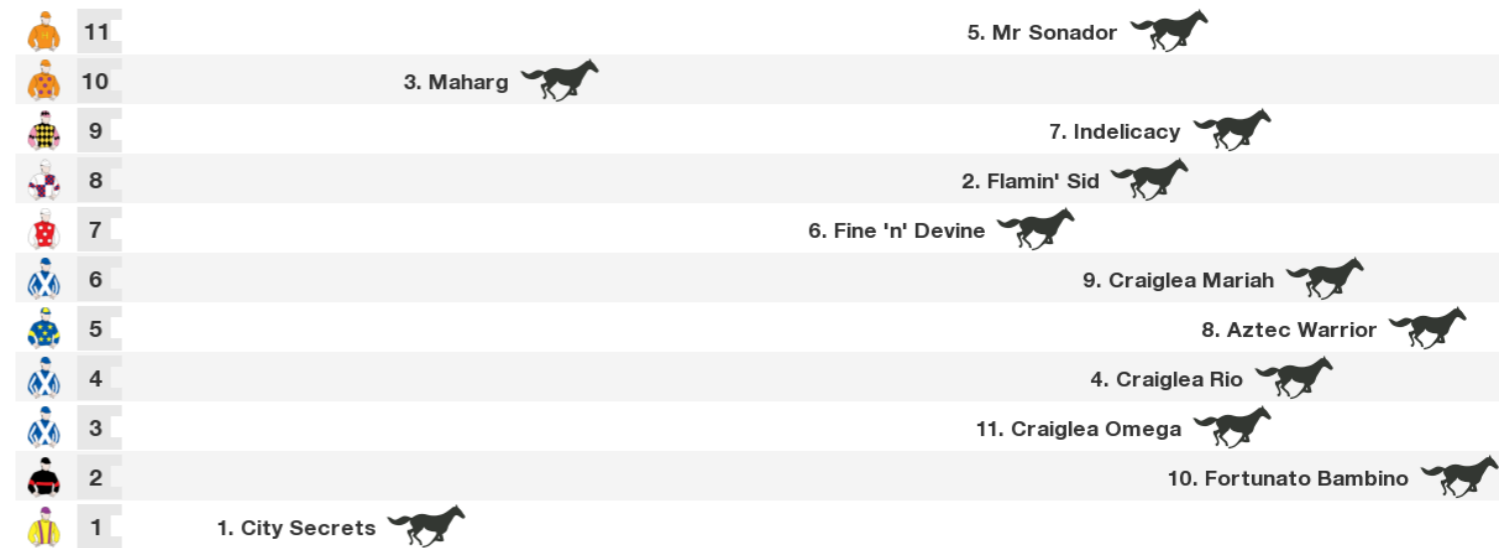 11 5. Mr Sonador
10 3. Maharg
9 7. Indelicacy
8 2. Flamin' Sid
7 6. Fine 'n' Devine
6 9. Craiglea Mariah
5 8. Aztec Warrior
4 4. Craiglea Rio
3 11. Craiglea Omega
2 10. Fortunato Bambino
1 1. City Secrets